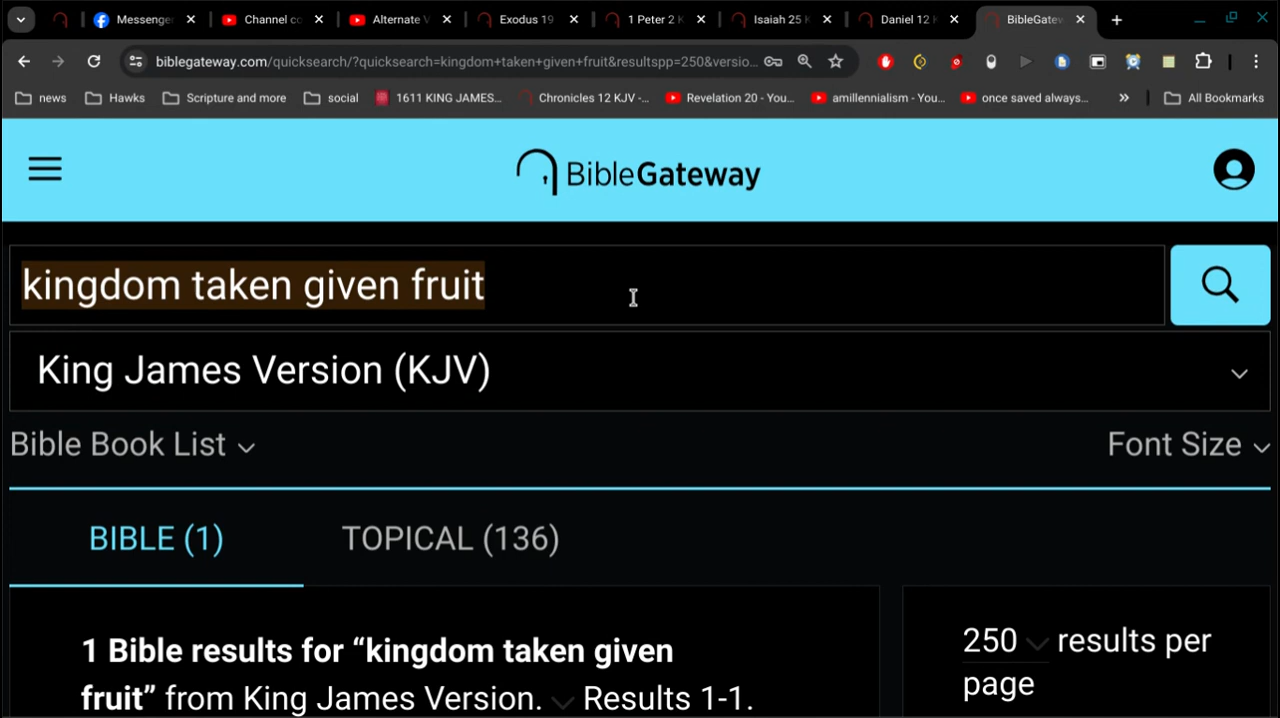 Messenge
Channel co
Alternate V
Exodus 19
1 Peter 2 K
Isaiah 25 K
Daniel 12 K
BibleGatew
biblegateway.com/quicksearch/?quicksearch=kingdom+taken+given+fruit&resultspp=250&versio...
news
Hawks
Scripture and more
social
1611 KING JAMES...
Chronicles 12 KJV -...
Revelation 20 - You...
amillennialism - You...
once saved always...
All Bookmarks
BibleGateway
kingdom taken given fruit
King James Version (KJV)
Bible Book List
Font Size
BIBLE (1)
TOPICAL (136)
1 Bible results for “kingdom taken given
fruit” from King James Version. Results 1-1.
250 results per
page